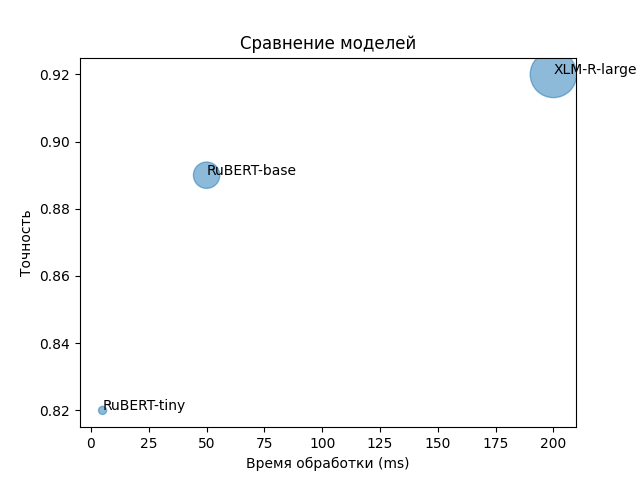 Сравнение моделей
0.92
XLM-R-large
0.90
RuBERT-base
0.88
Точность
0.86
0.84
0.82
RuBERT-tiny
0 25 50 75 100 125 150 175 200
Время обработки (ms)